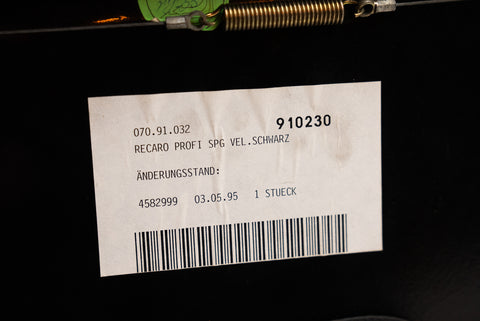 070.91.032 910230
RECARO PROFI SPG VEL.SCHWARZ
ÄNDERUNGSSTAND:
4582999 03.05.95 1 STUECK